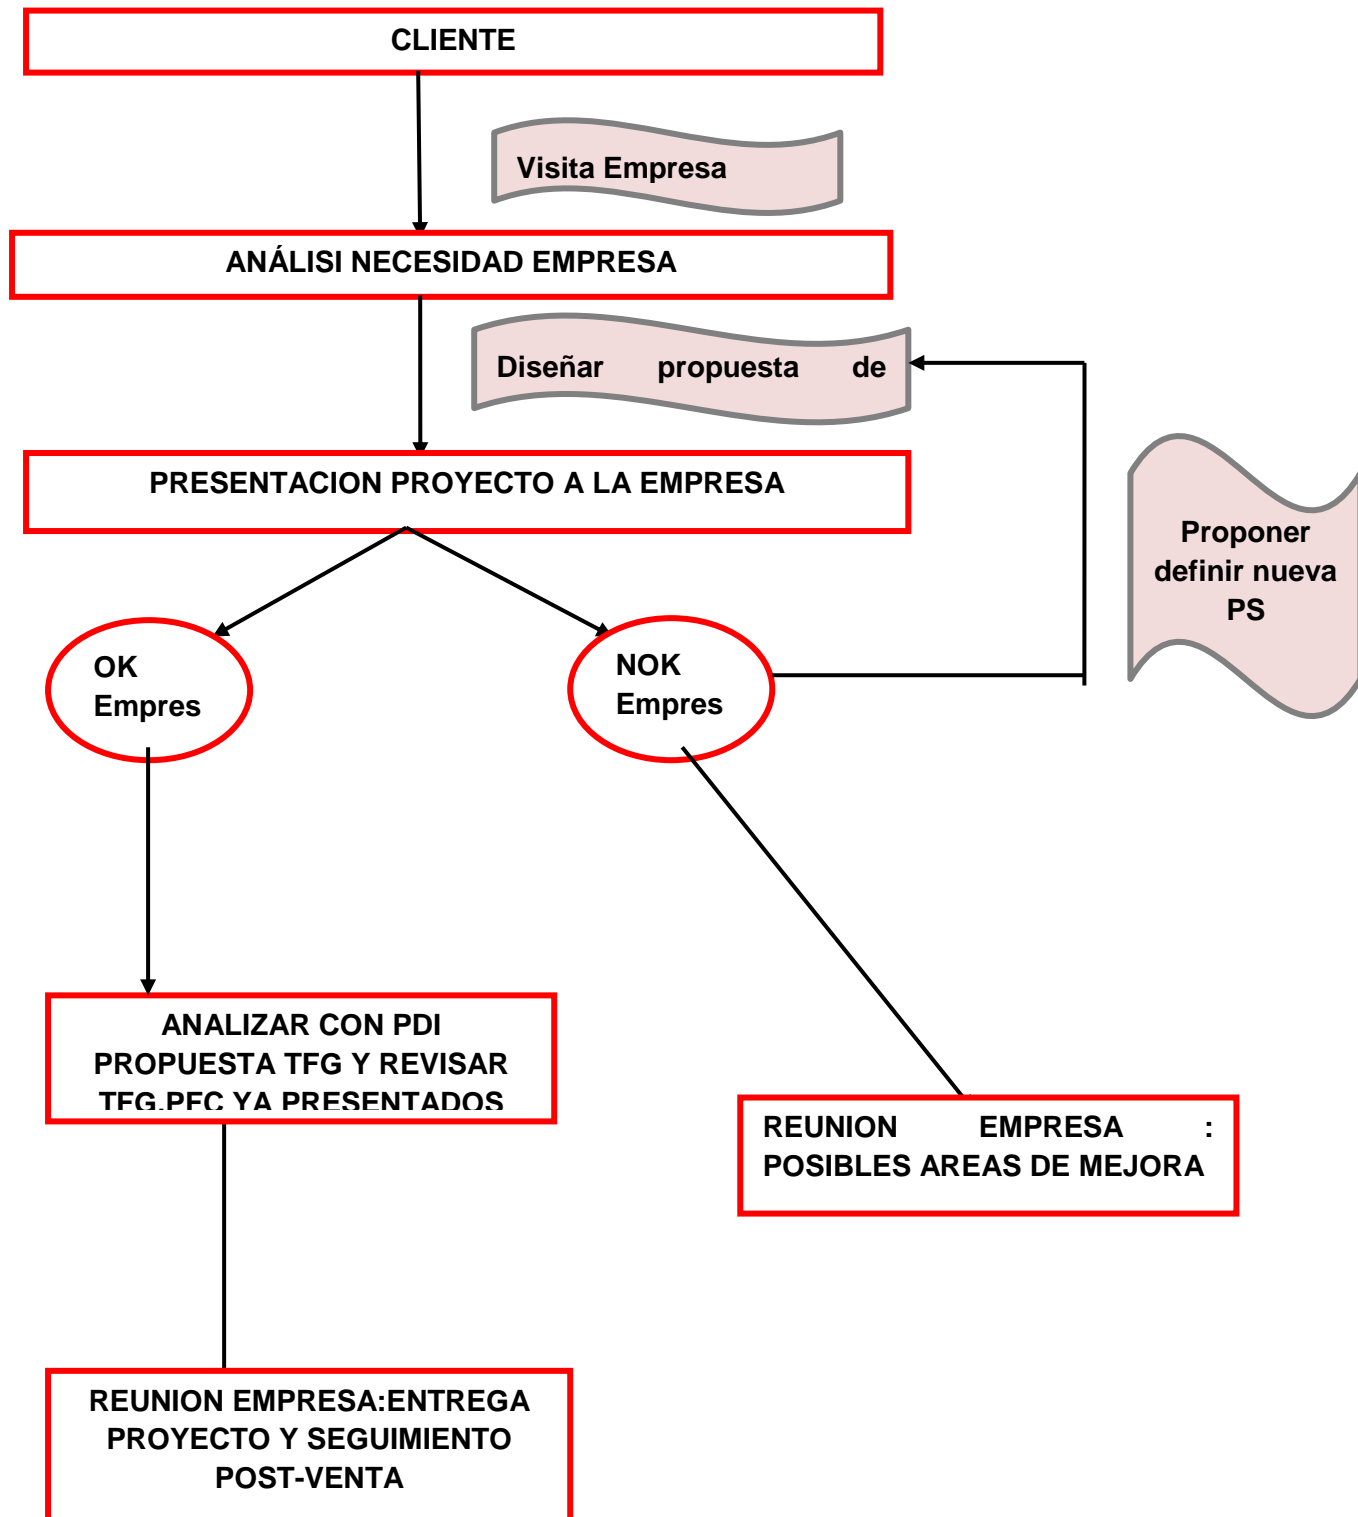 CLIENTE
Visita Empresa
ANÁLISI NECESIDAD EMPRESA
Diseñar propuesta de
PRESENTACION PROYECTO A LA EMPRESA
Proponer
definir nueva
PS
OK
Empres
NOK
Empres
ANALIZAR CON PDI
PROPUESTA TFG Y REVISAR
TFG.PFC YA PRESENTADOS
REUNION EMPRESA :
POSIBLES AREAS DE MEJORA
REUNION EMPRESA:ENTREGA
PROYECTO Y SEGUIMIENTO
POST-VENTA